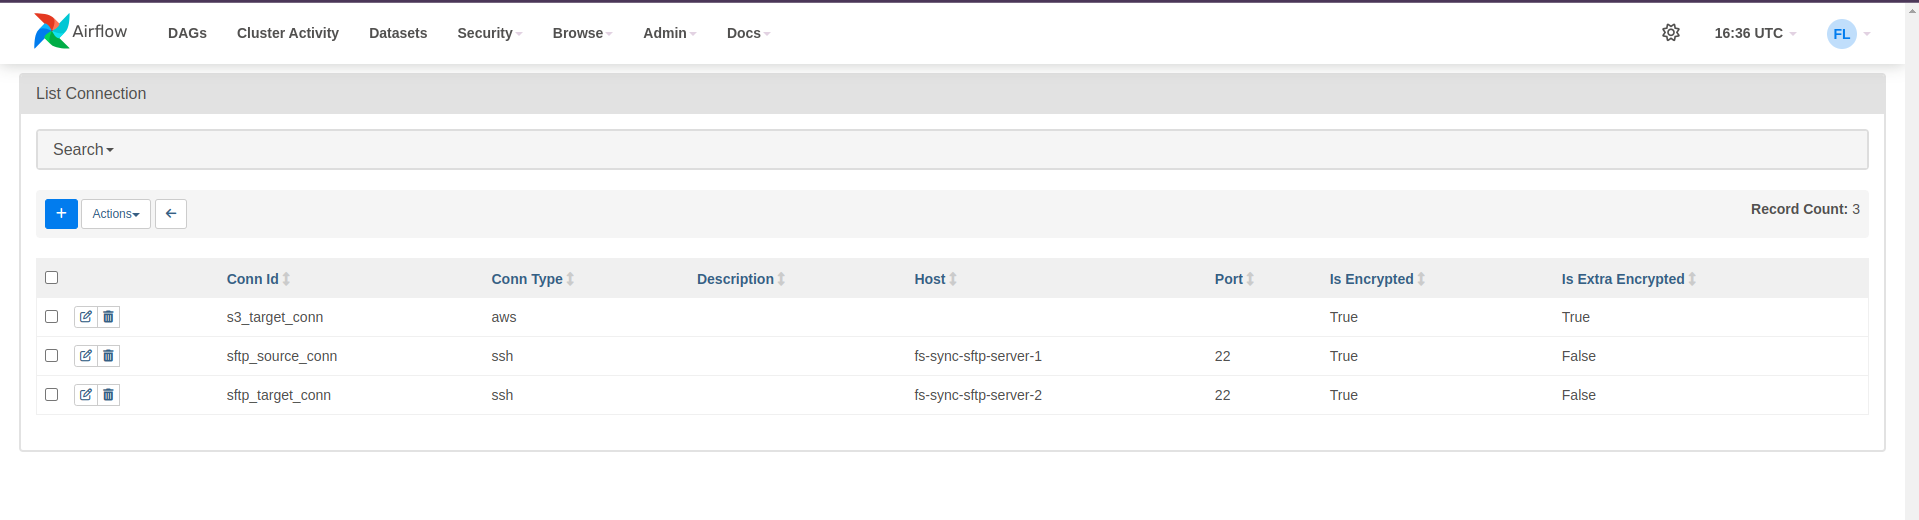 Airflow DAGs Cluster Activity Datasets Security Browse Admin Docs 16:36 UTC FL
List Connection
Search
+ Actions Record Count: 3
Conn Id Conn Type Description Host Port Is Encrypted Is Extra Encrypted
s3_target_conn aws True True
sftp_source_conn ssh fs-sync-sftp-server-1 22 True False
sftp_target_conn ssh fs-sync-sftp-server-2 22 True False